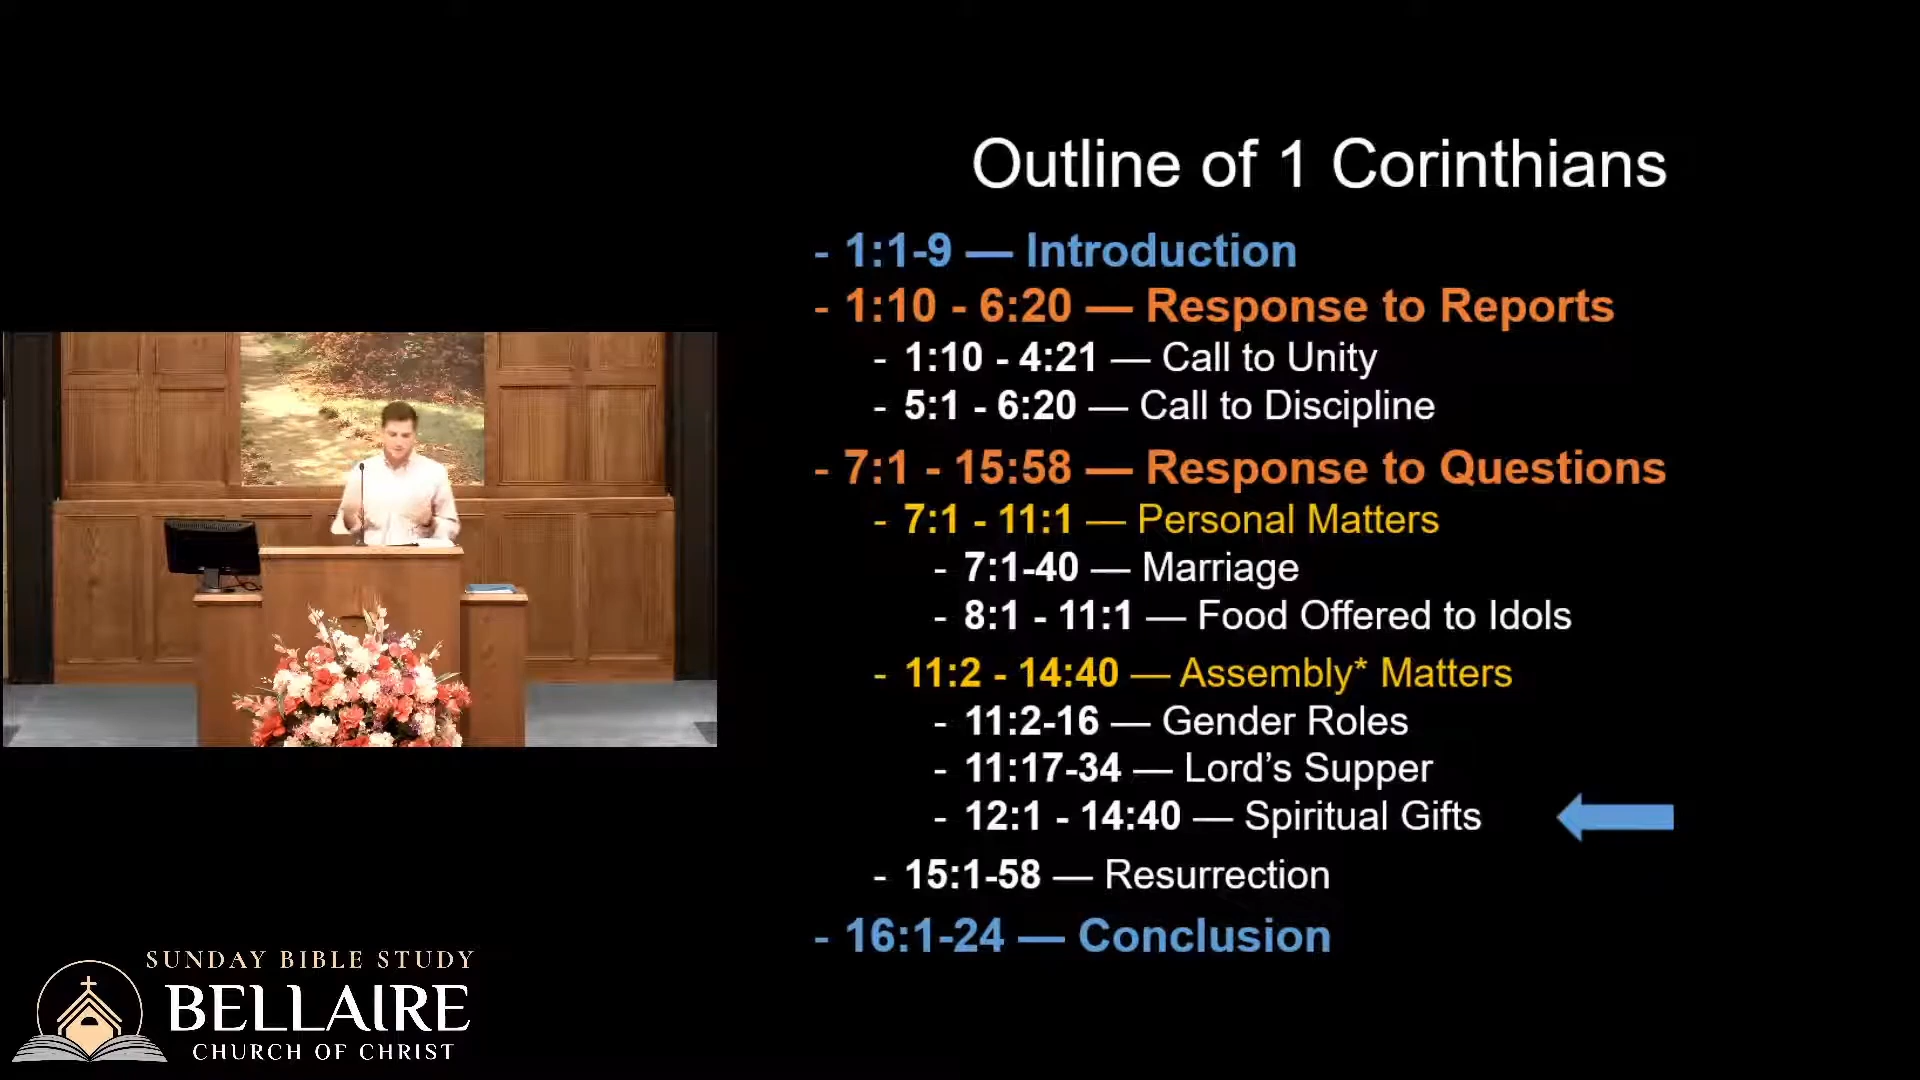 Outline of 1 Corinthians
- 1:1-9 — Introduction
- 1:10 - 6:20 — Response to Reports
- 1:10 - 4:21 — Call to Unity
- 5:1 - 6:20 — Call to Discipline
- 7:1 - 15:58 — Response to Questions
- 7:1 - 11:1 — Personal Matters
- 7:1-40 — Marriage
- 8:1 - 11:1 — Food Offered to Idols
- 11:2 - 14:40 — Assembly* Matters
- 11:2-16 — Gender Roles
- 11:17-34 — Lord’s Supper
- 12:1 - 14:40 — Spiritual Gifts
- 15:1-58 — Resurrection
- 16:1-24 — Conclusion
SUNDAY BIBLE STUDY
BELLAIRE
CHURCH OF CHRIST